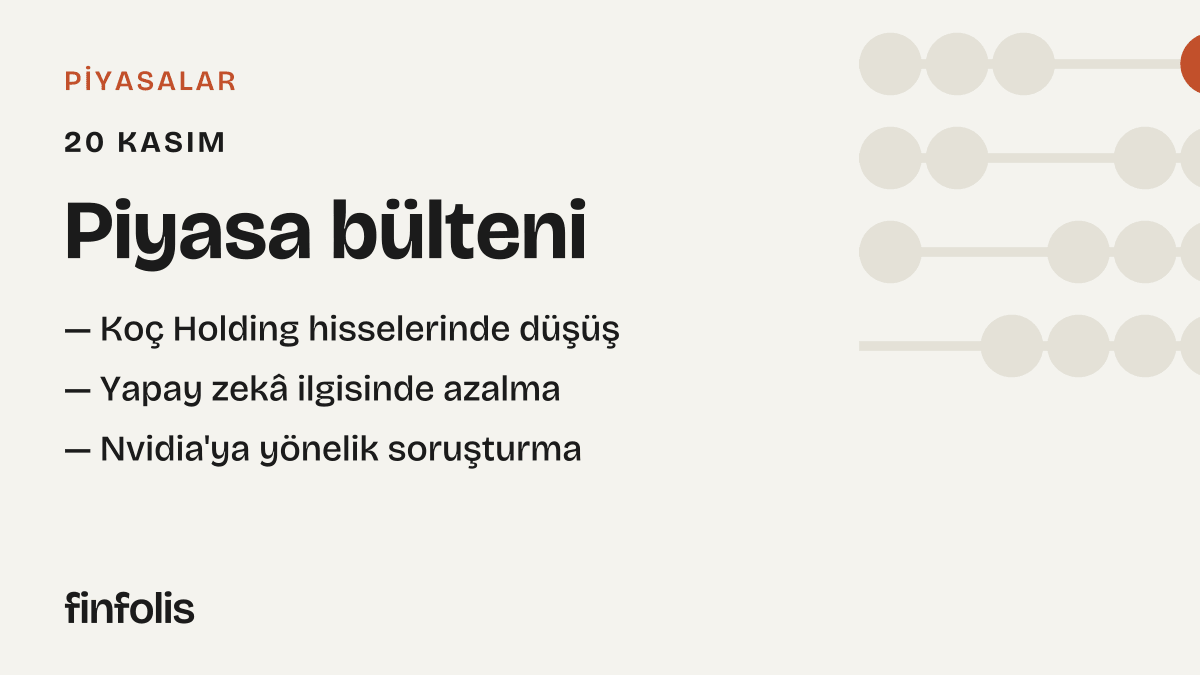 PİYASALAR
20 KASIM
Piyasa bülteni
— Koç Holding hisselerinde düşüş
— Yapay zekâ ilgisinde azalma
— Nvidia'ya yönelik soruşturma
finfolis